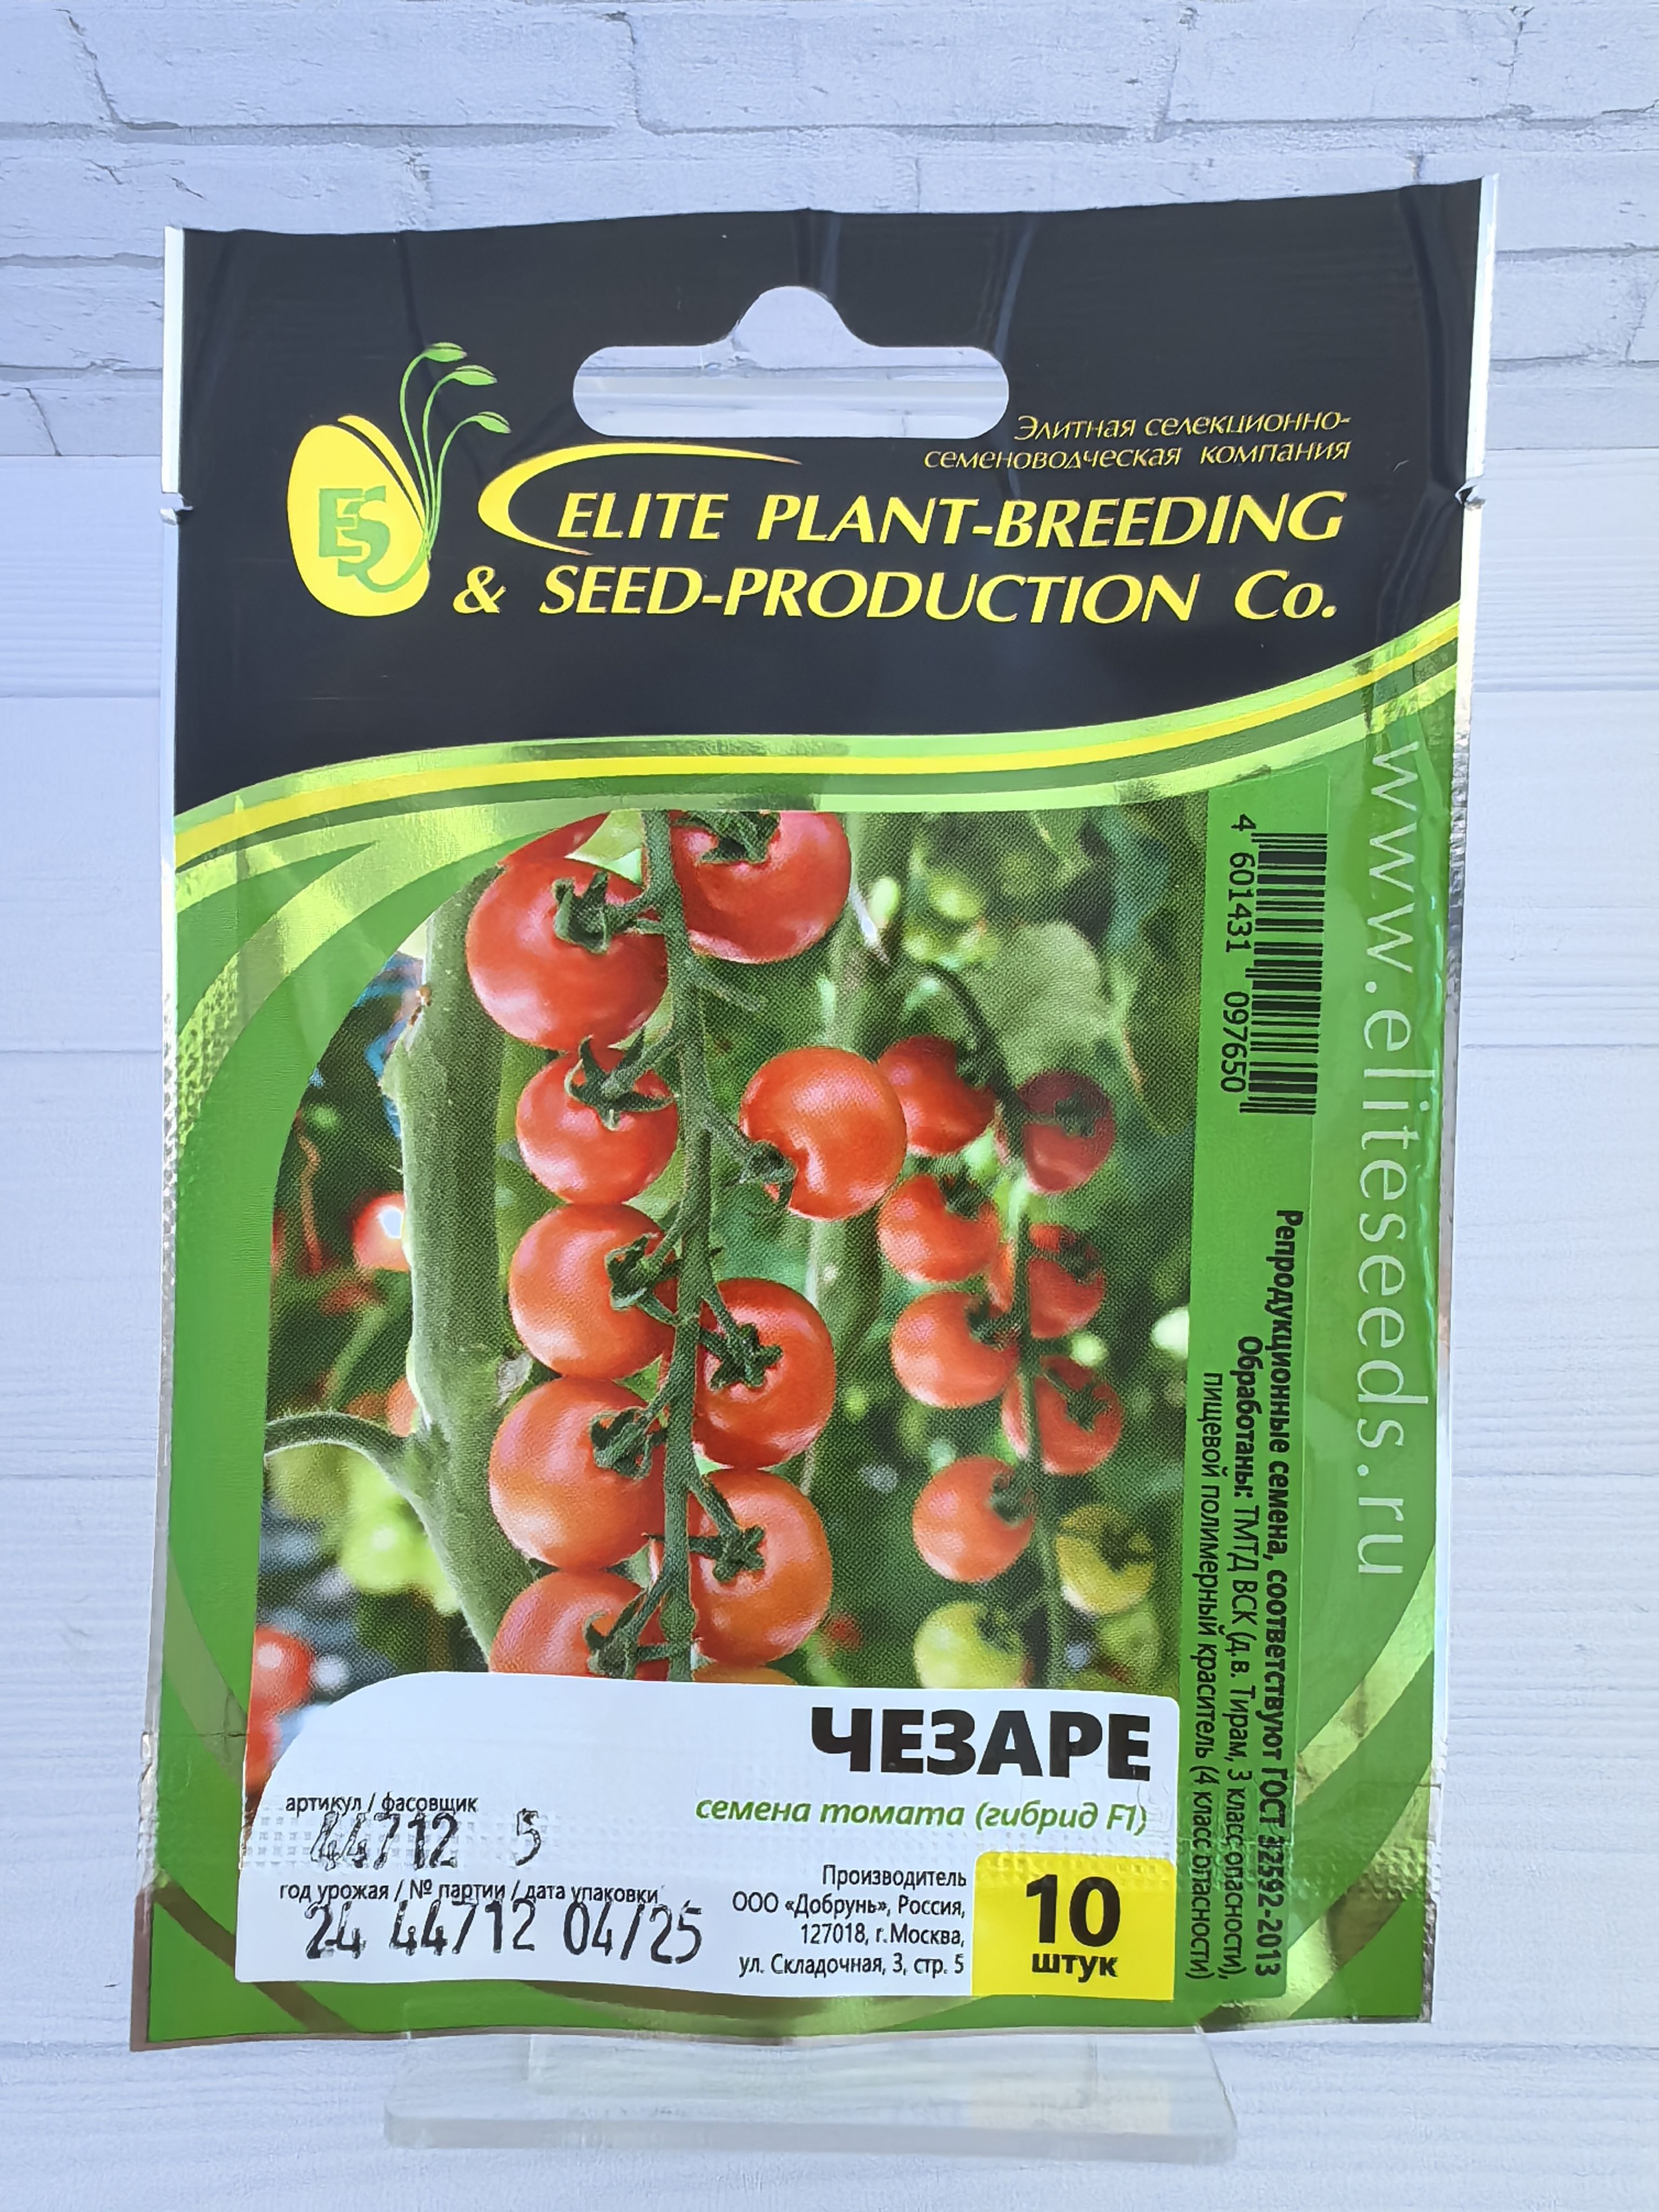 Элитная селекционно-
семеноводческая компания
ES
ELITE PLANT-BREEDING
& SEED-PRODUCTION Co.
www.eliteseeds.ru
4 601431 097650
Репродукционные семена, соответствуют ГОСТ 32592-2013
Обработаны: ТМТД ВСК (д.в. Тирам, 3 класс опасности),
пищевой полимерный краситель (4 класс опасности)
ЧЕЗАРЕ
семена томата (гибрид F1)
артикул / фасовщик
44712 5
год урожая / № партии / дата упаковки
24 44712 04/25
Производитель
ООО «Добрунь», Россия,
127018, г. Москва,
ул. Складочная, 3, стр. 5
10
штук